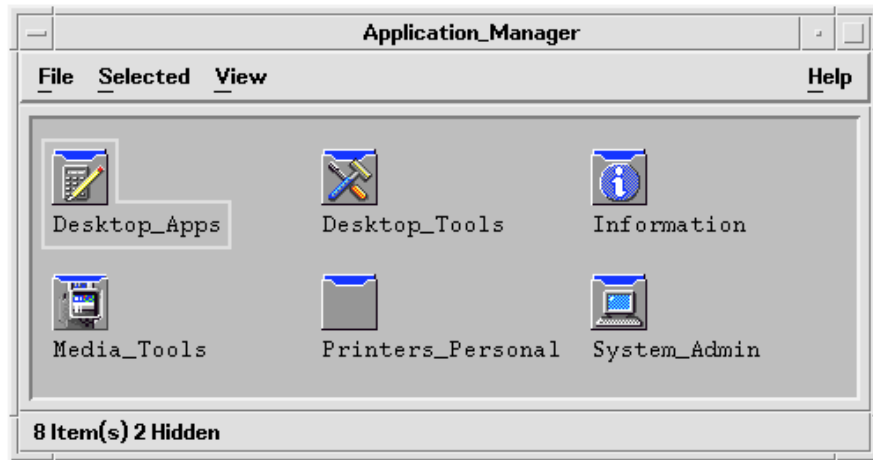 Application_Manager
File Selected View Help
Desktop_Apps Desktop_Tools Information
Media_Tools Printers_Personal System_Admin
8 Item(s) 2 Hidden